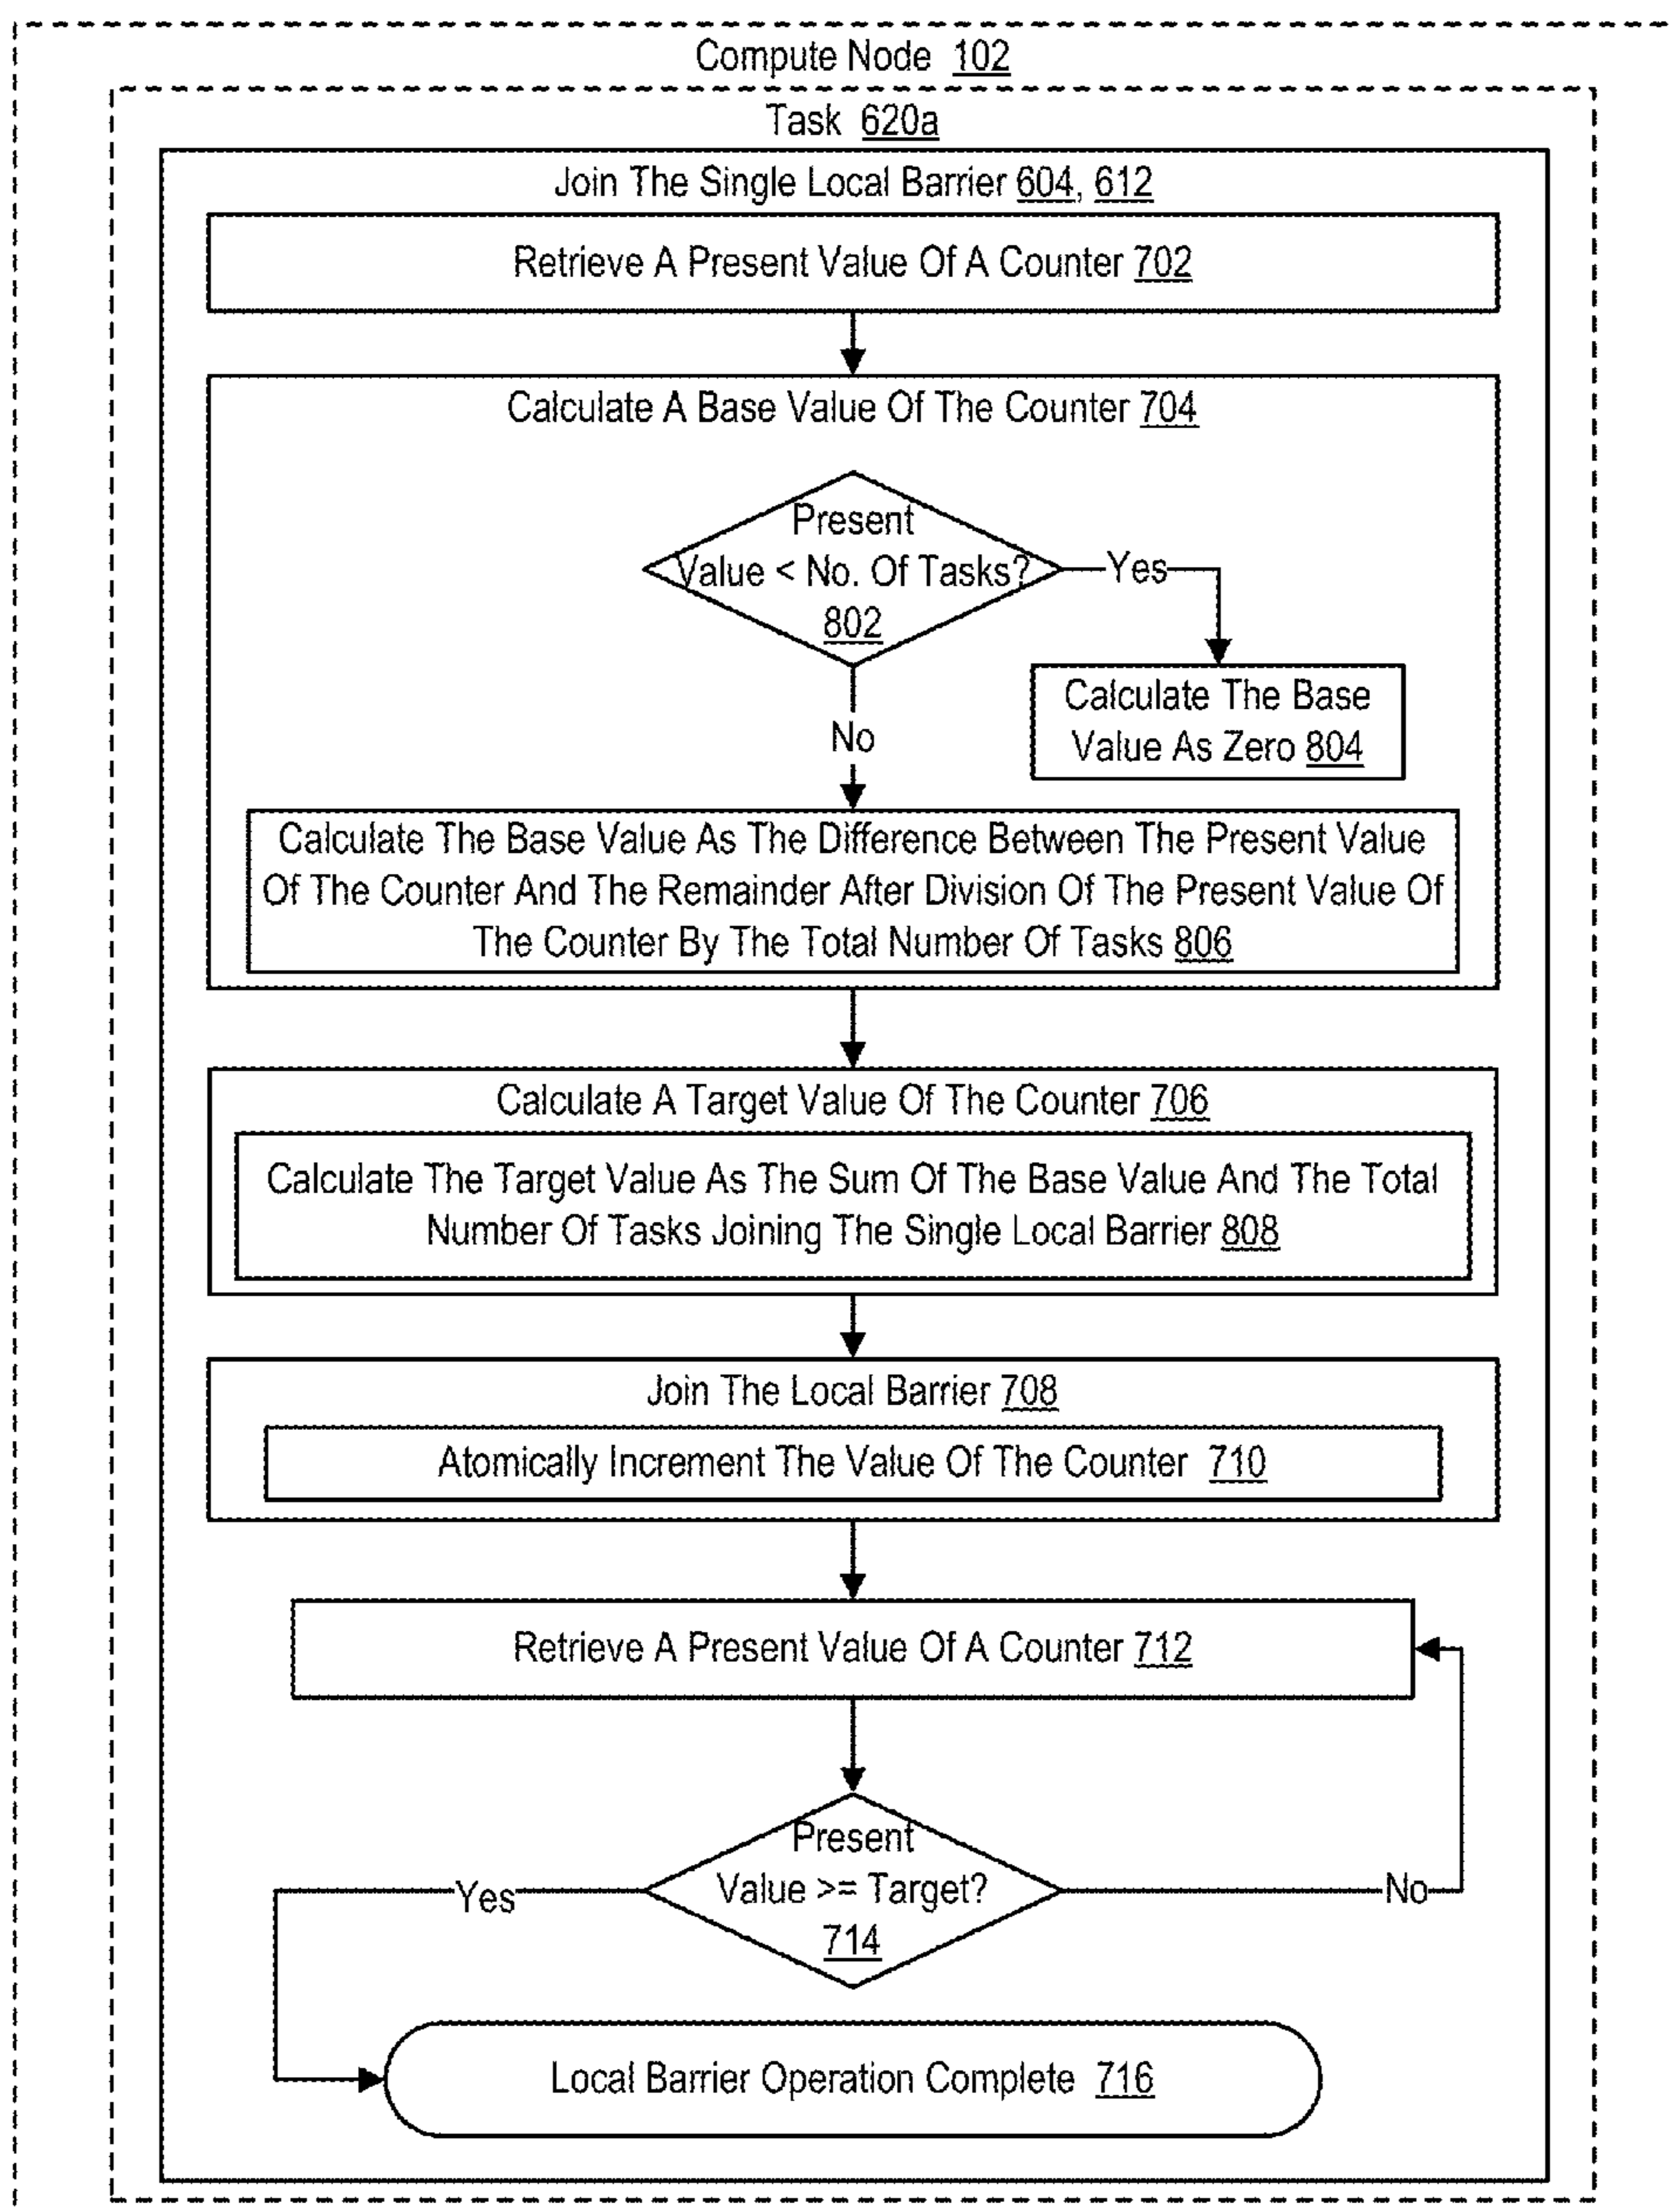 Compute Node 102
Task 620a
Join The Single Local Barrier 604, 612
Retrieve A Present Value Of A Counter 702
Calculate A Base Value Of The Counter 704
Present
Value < No. Of Tasks?
802
Yes
Calculate The Base
Value As Zero 804
No
Calculate The Base Value As The Difference Between The Present Value
Of The Counter And The Remainder After Division Of The Present Value Of
The Counter By The Total Number Of Tasks 806
Calculate A Target Value Of The Counter 706
Calculate The Target Value As The Sum Of The Base Value And The Total
Number Of Tasks Joining The Single Local Barrier 808
Join The Local Barrier 708
Atomically Increment The Value Of The Counter 710
Retrieve A Present Value Of A Counter 712
Present
Value >= Target?
714
Yes
No
Local Barrier Operation Complete 716